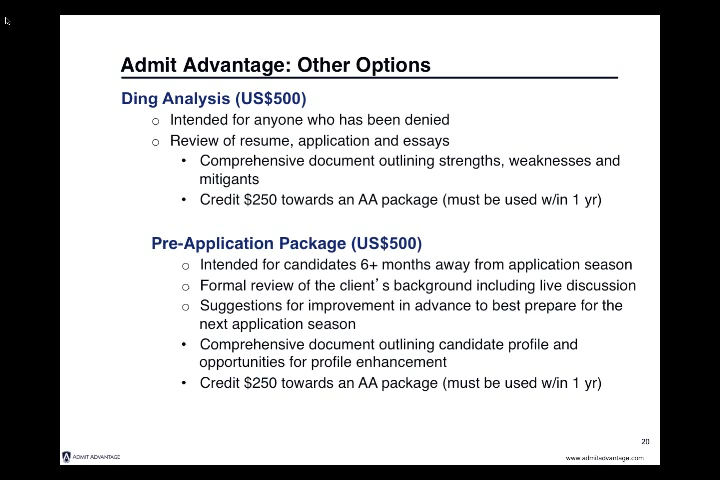 Admit Advantage: Other Options
Ding Analysis (US$500)
o Intended for anyone who has been denied
o Review of resume, application and essays
• Comprehensive document outlining strengths, weaknesses and
mitigants
• Credit $250 towards an AA package (must be used w/in 1 yr)
Pre-Application Package (US$500)
o Intended for candidates 6+ months away from application season
o Formal review of the client's background including live discussion
o Suggestions for improvement in advance to best prepare for the
next application season
• Comprehensive document outlining candidate profile and
opportunities for profile enhancement
• Credit $250 towards an AA package (must be used w/in 1 yr)
20
ADMIT ADVANTAGE
www.admitadvantage.com